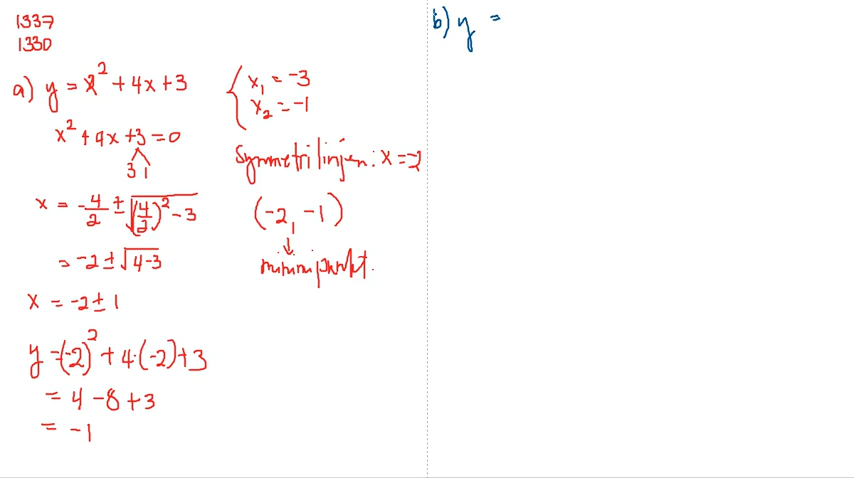 1337
1330
a) y = x² + 4x + 3
x² + 4x + 3 = 0
3 1
x = -4/2 ± √((4/2)² - 3)
= -2 ± √(4-3)
x = -2 ± 1
y = (-2)² + 4·(-2) + 3
= 4 - 8 + 3
= -1
x₁ = -3
x₂ = -1
Symmetrilinjen: x = -2
(-2, -1)
minimipunkt.
b) y =